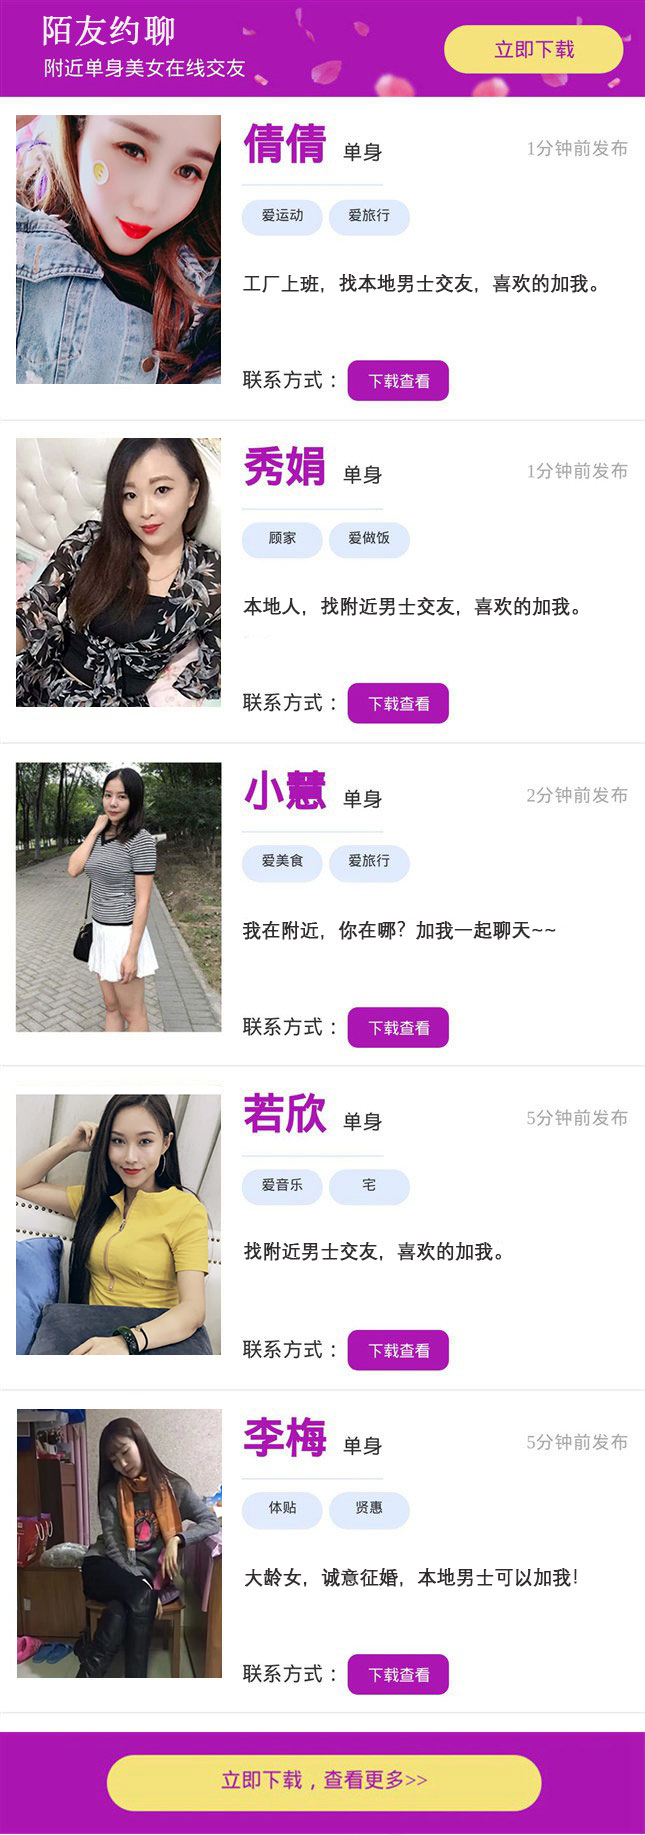 陌友约聊
附近单身美女在线交友
立即下载
倩倩 单身 1分钟前发布
爱运动 爱旅行
工厂上班，找本地男士交友，喜欢的加我。
联系方式： 下载查看
秀娟 单身 1分钟前发布
顾家 爱做饭
本地人，找附近男士交友，喜欢的加我。
联系方式： 下载查看
小慧 单身 2分钟前发布
爱美食 爱旅行
我在附近，你在哪？加我一起聊天~~
联系方式： 下载查看
若欣 单身 5分钟前发布
爱音乐 宅
找附近男士交友，喜欢的加我。
联系方式： 下载查看
李梅 单身 5分钟前发布
体贴 贤惠
大龄女，诚意征婚，本地男士可以加我！
联系方式： 下载查看
立即下载，查看更多>>